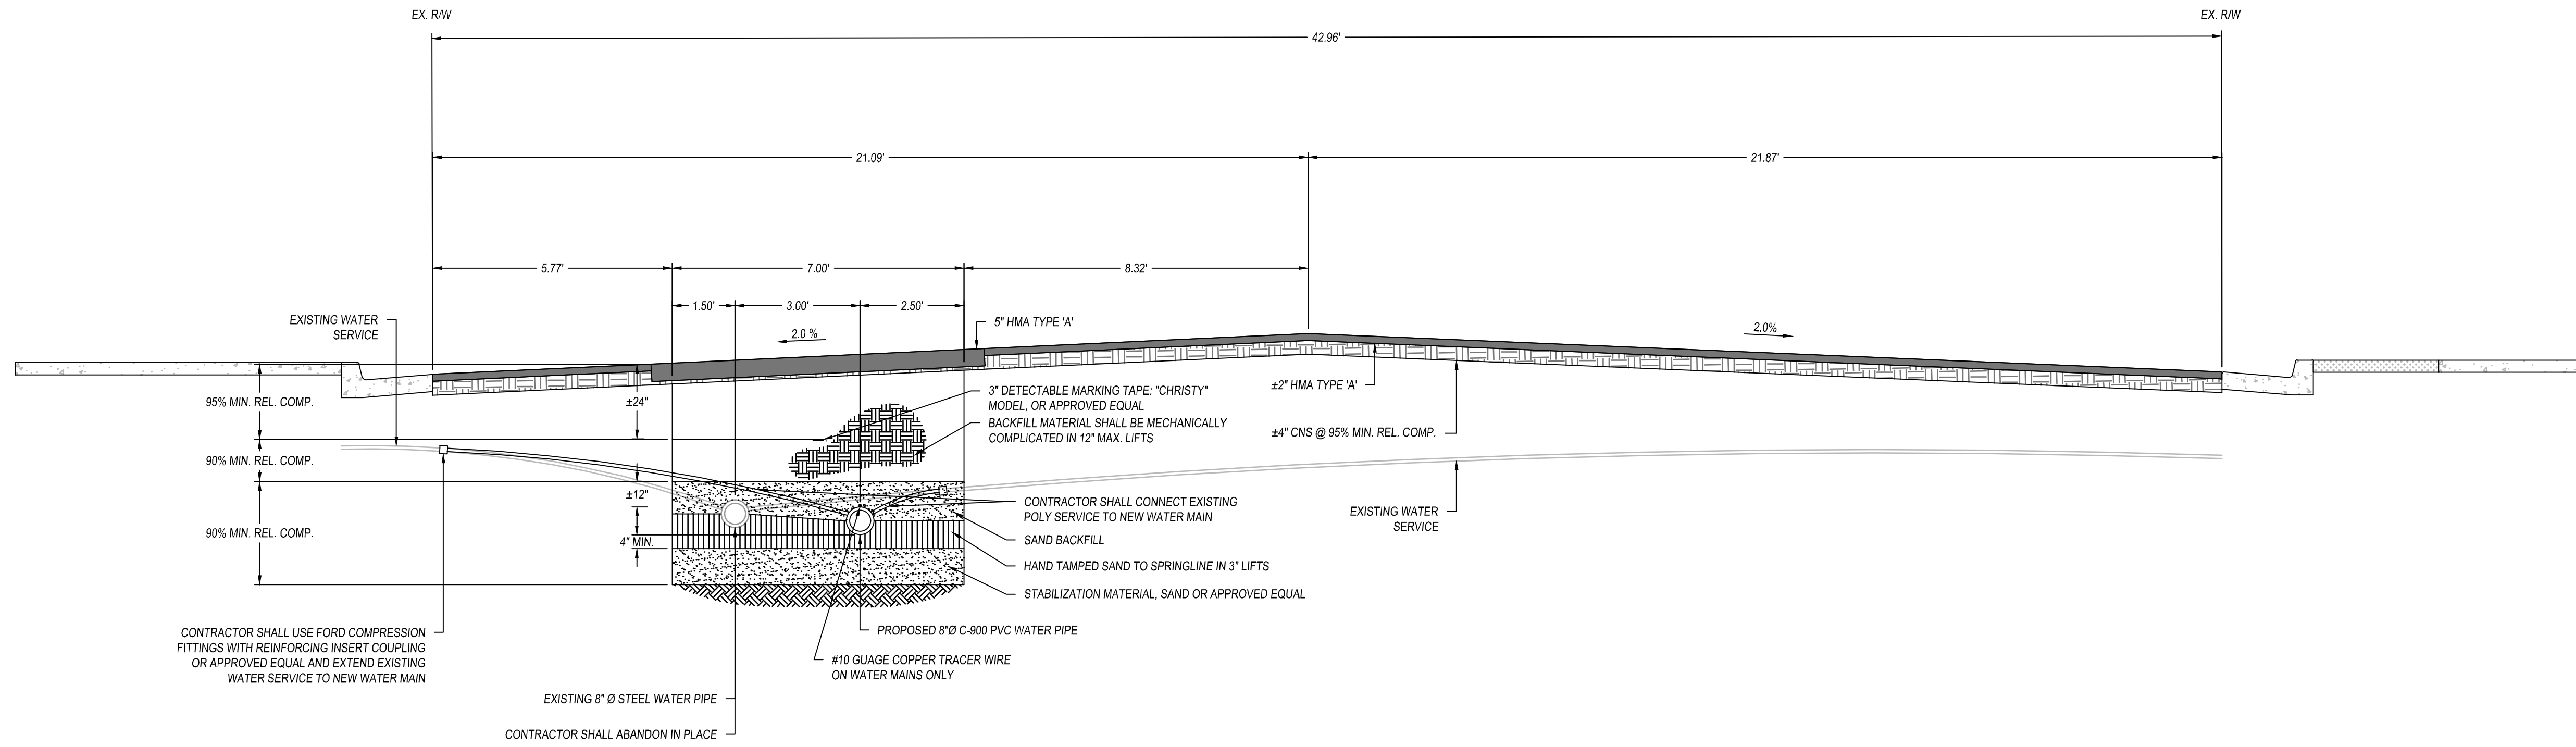 EX. R/W
EX. R/W
42.96'
21.09'
21.87'
5.77'
7.00'
8.32'
1.50'
3.00'
2.50'
EXISTING WATER
SERVICE
2.0 %
5" HMA TYPE 'A'
2.0%
±2" HMA TYPE 'A'
95% MIN. REL. COMP.
±24"
3" DETECTABLE MARKING TAPE: "CHRISTY"
MODEL, OR APPROVED EQUAL
BACKFILL MATERIAL SHALL BE MECHANICALLY
COMPLICATED IN 12" MAX. LIFTS
±4" CNS @ 95% MIN. REL. COMP.
90% MIN. REL. COMP.
±12"
CONTRACTOR SHALL CONNECT EXISTING
POLY SERVICE TO NEW WATER MAIN
EXISTING WATER
SERVICE
90% MIN. REL. COMP.
4" MIN.
SAND BACKFILL
HAND TAMPED SAND TO SPRINGLINE IN 3" LIFTS
STABILIZATION MATERIAL, SAND OR APPROVED EQUAL
CONTRACTOR SHALL USE FORD COMPRESSION
FITTINGS WITH REINFORCING INSERT COUPLING
OR APPROVED EQUAL AND EXTEND EXISTING
WATER SERVICE TO NEW WATER MAIN
PROPOSED 8"Ø C-900 PVC WATER PIPE
#10 GUAGE COPPER TRACER WIRE
ON WATER MAINS ONLY
EXISTING 8" Ø STEEL WATER PIPE
CONTRACTOR SHALL ABANDON IN PLACE